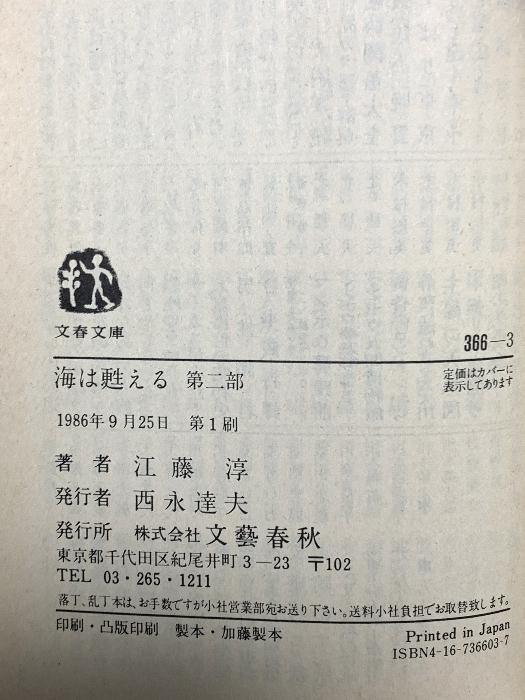 文春文庫
366—3
海は甦える 第二部
定価はカバーに
表示してあります
1986年9月25日 第1刷
著者 江藤 淳
発行者 西永達夫
発行所 株式会社 文藝春秋
東京都千代田区紀尾井町3—23 〒102
TEL 03・265・1211
落丁、乱丁本は、お手数ですが小社営業部宛お送り下さい。送料小社負担でお取替致します。
印刷・凸版印刷 製本・加藤製本
Printed in Japan
ISBN4-16-736603-7